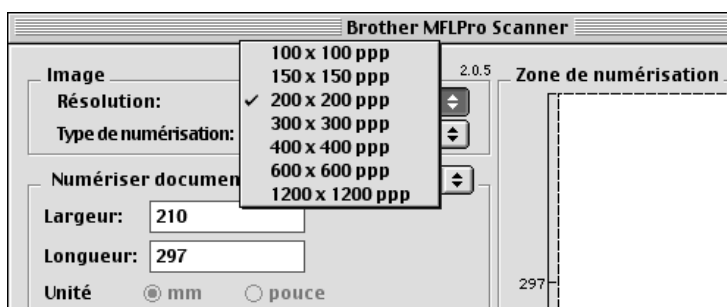 Brother MFLPro Scanner
Image
2.0.5
Résolution:
100 x 100 ppp
150 x 150 ppp
✓ 200 x 200 ppp
300 x 300 ppp
400 x 400 ppp
600 x 600 ppp
1200 x 1200 ppp
Type de numérisation:
Numériser documen
Largeur: 210
Longueur: 297
Unité mm pouce
Zone de numérisation
297